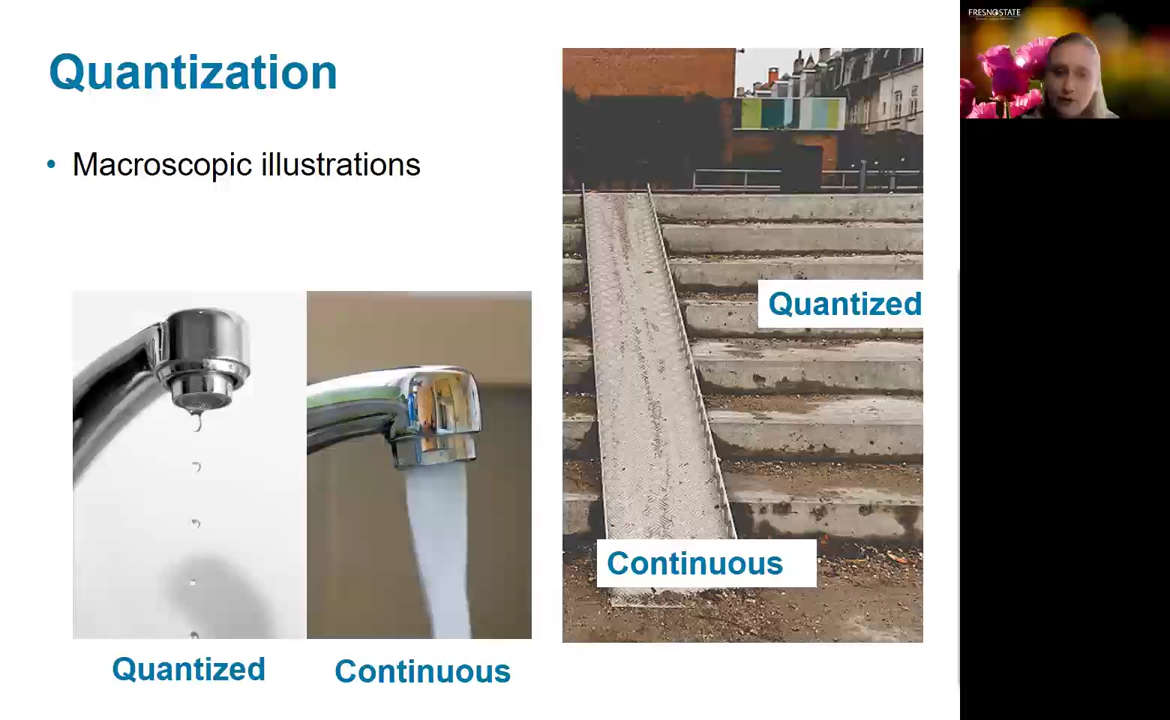 Quantization
• Macroscopic illustrations
Quantized
Continuous
Quantized
Continuous
FRESNO STATE